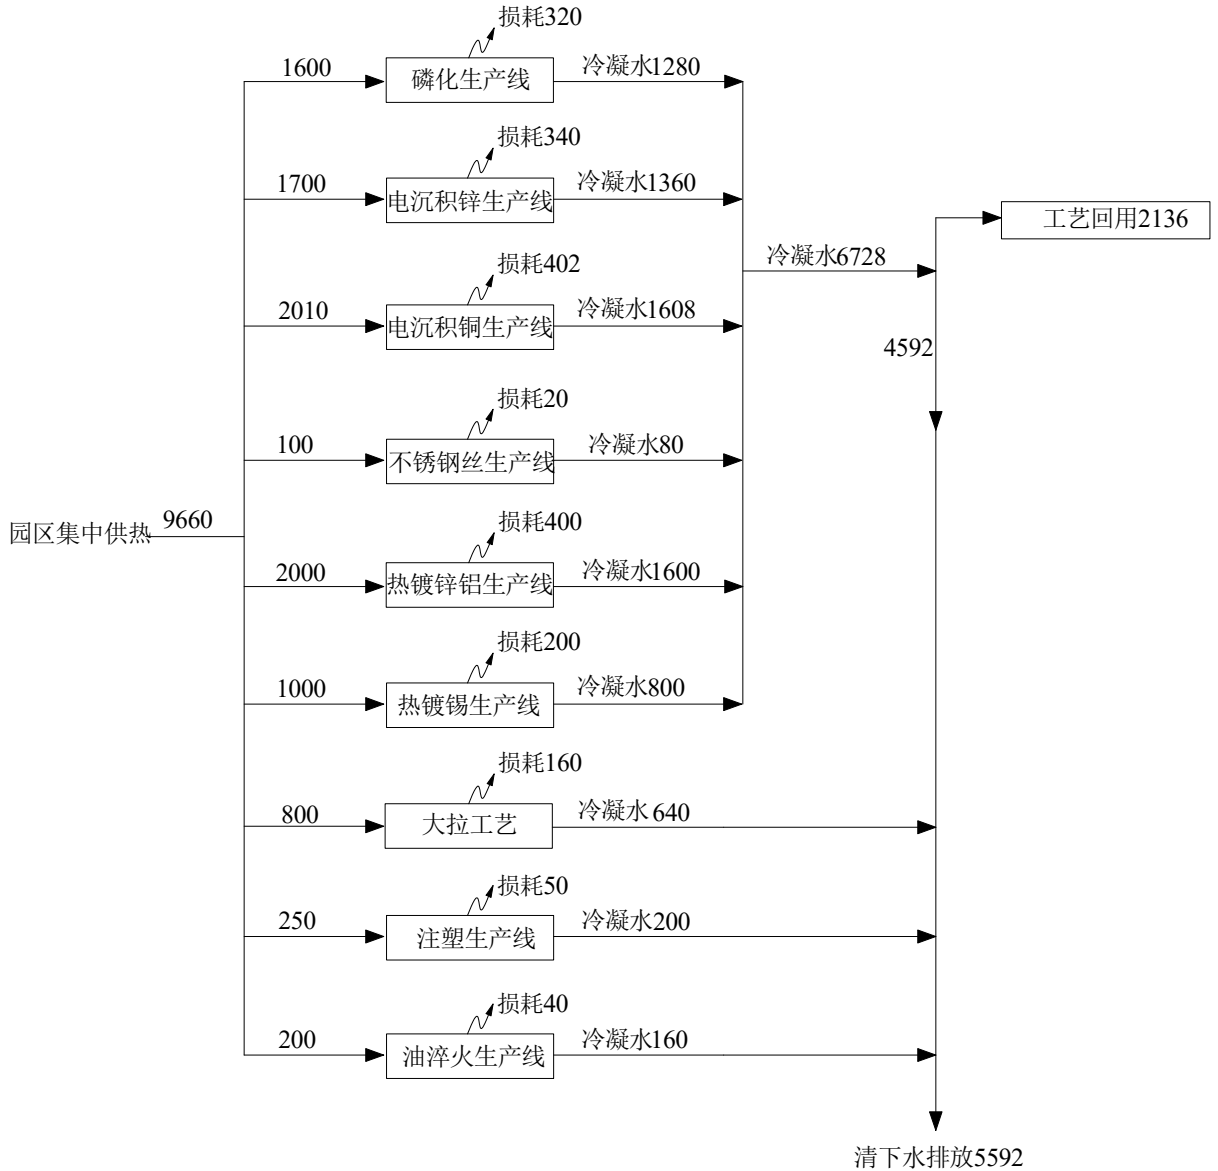 损耗320
1600
磷化生产线
冷凝水1280
损耗340
1700
电沉积锌生产线
冷凝水1360
工艺回用2136
损耗402
冷凝水6728
2010
电沉积铜生产线
冷凝水1608
4592
损耗20
100
不锈钢丝生产线
冷凝水80
园区集中供热
9660
损耗400
2000
热镀锌铝生产线
冷凝水1600
损耗200
1000
热镀锡生产线
冷凝水800
损耗160
800
大拉工艺
冷凝水640
损耗50
250
注塑生产线
冷凝水200
损耗40
200
油淬火生产线
冷凝水160
清下水排放5592